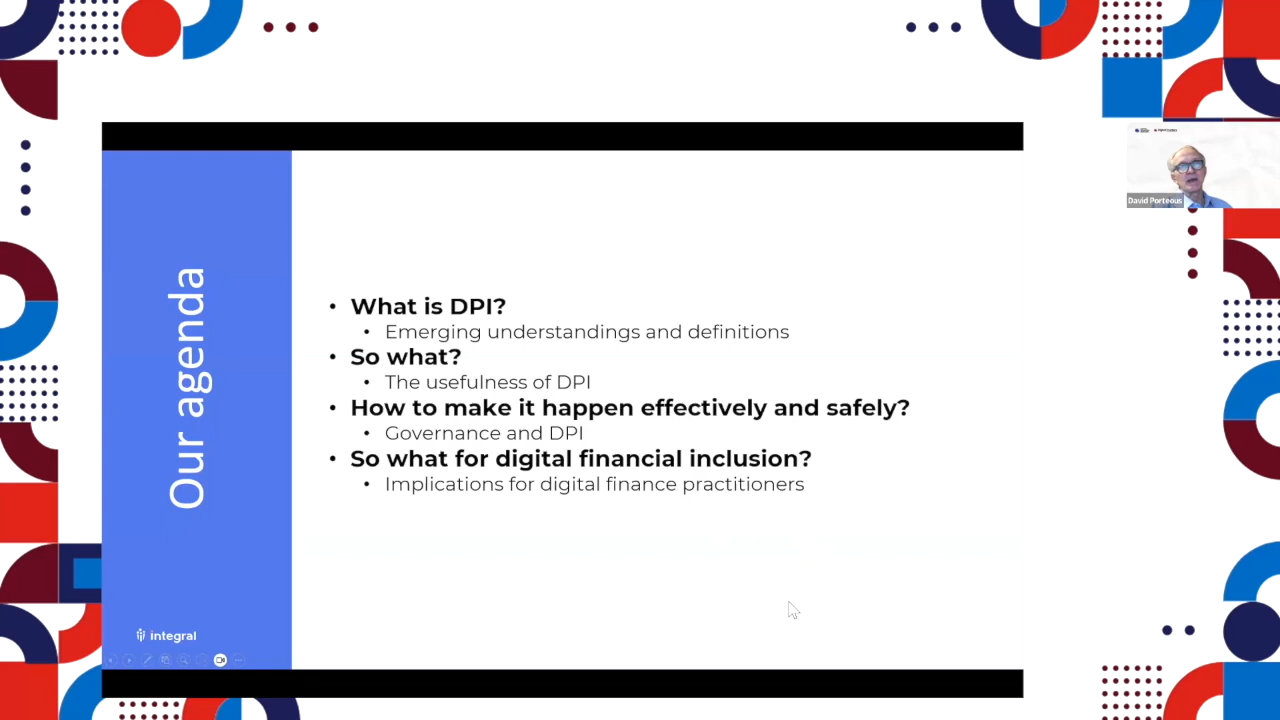 Our agenda
• What is DPI?
• Emerging understandings and definitions
• So what?
• The usefulness of DPI
• How to make it happen effectively and safely?
• Governance and DPI
• So what for digital financial inclusion?
• Implications for digital finance practitioners
integral
David Porteous